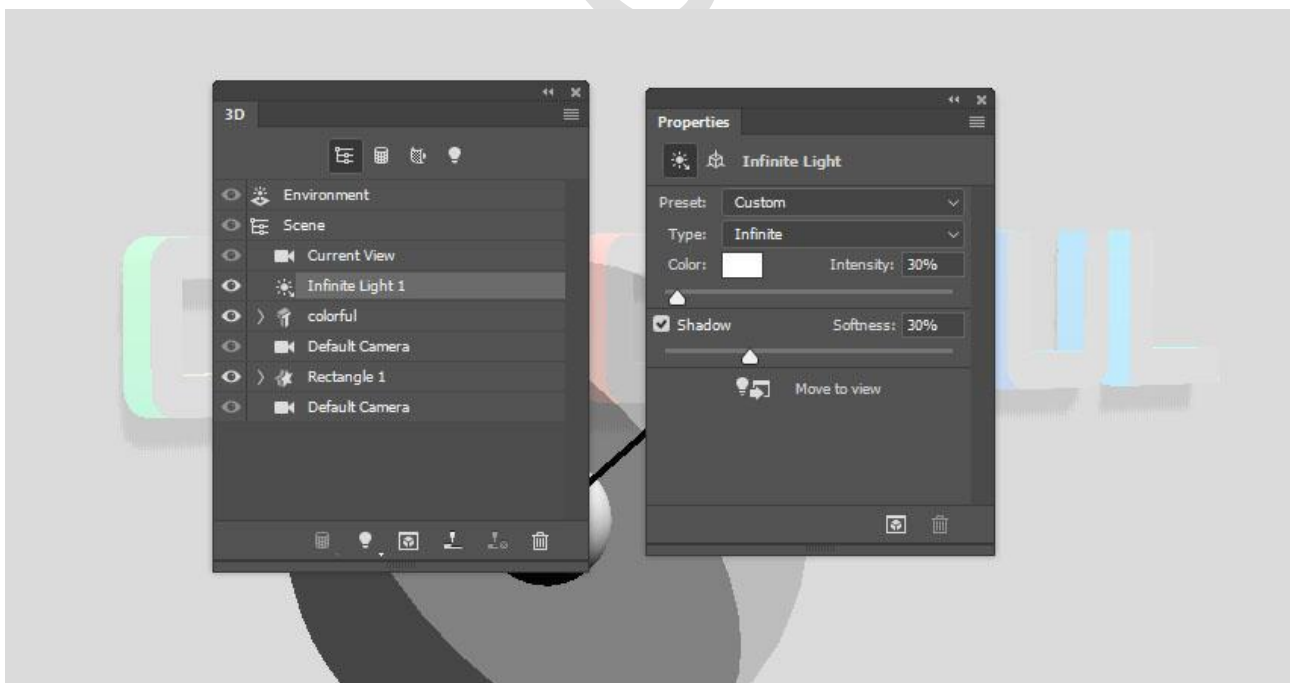 3D
Environment
Scene
Current View
Infinite Light 1
colorful
Default Camera
Rectangle 1
Default Camera
Properties
Infinite Light
Preset: Custom
Type: Infinite
Color: Intensity: 30%
Shadow Softness: 30%
Move to view
UL